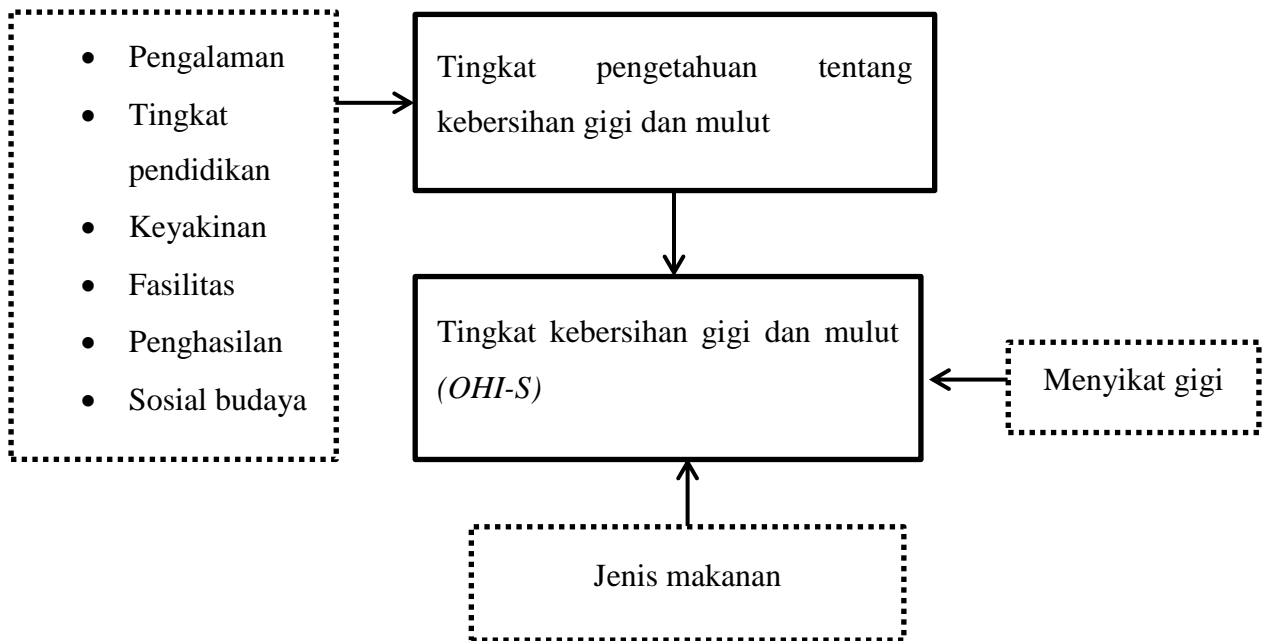 • Pengalaman
• Tingkat
pendidikan
• Keyakinan
• Fasilitas
• Penghasilan
• Sosial budaya
Tingkat pengetahuan tentang
kebersihan gigi dan mulut
Tingkat kebersihan gigi dan mulut
(OHI-S)
Menyikat gigi
Jenis makanan